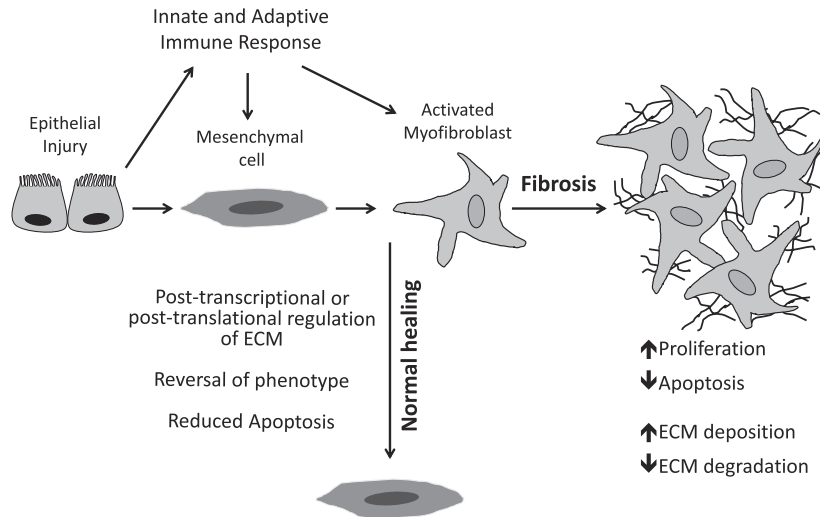 Innate and Adaptive
Immune Response
Epithelial
Injury
Mesenchymal
cell
Activated
Myofibroblast
Fibrosis
Post-transcriptional or
post-translational regulation
of ECM
Reversal of phenotype
Reduced Apoptosis
Normal healing
↑Proliferation
↓Apoptosis
↑ECM deposition
↓ECM degradation